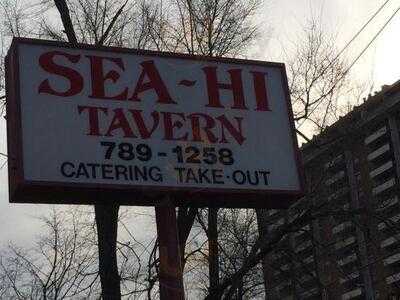 SEA-HI
TAVERN
789-1258
CATERING TAKE-OUT